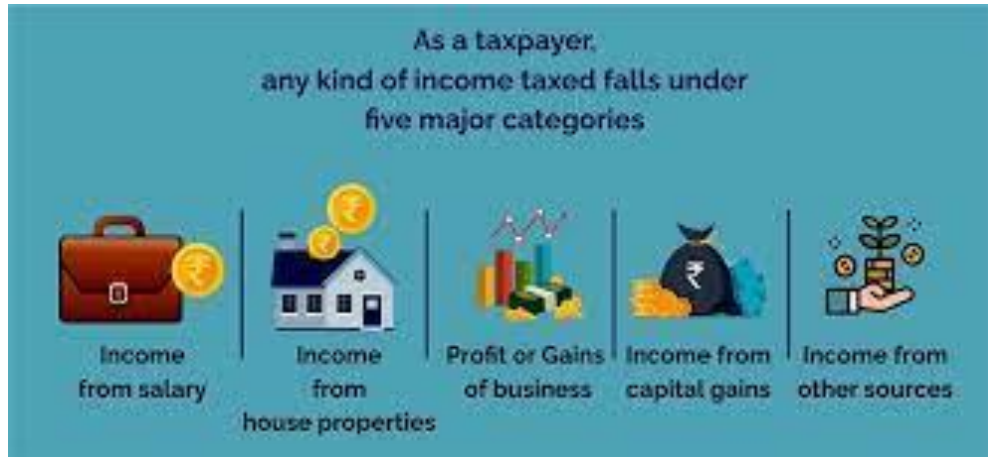 As a taxpayer,
any kind of income taxed falls under
five major categories
Income
from salary
Income
from
house properties
Profit or Gains
of business
Income from
capital gains
Income from
other sources